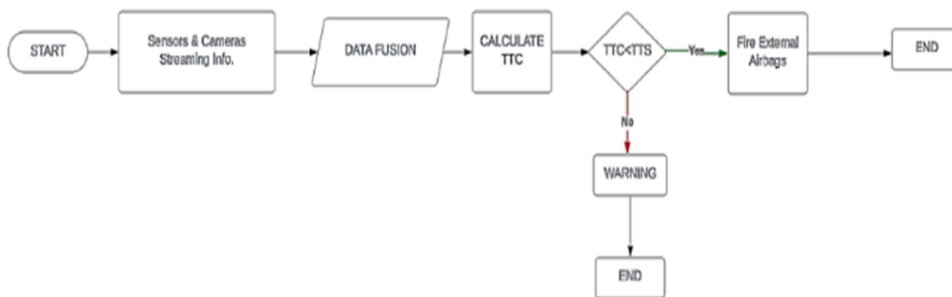 START
Sensors & Cameras
Streaming Info.
DATA FUSION
CALCULATE
TTC
TTC<TTS
Yes
Fire External
Airbags
END
No
WARNING
END